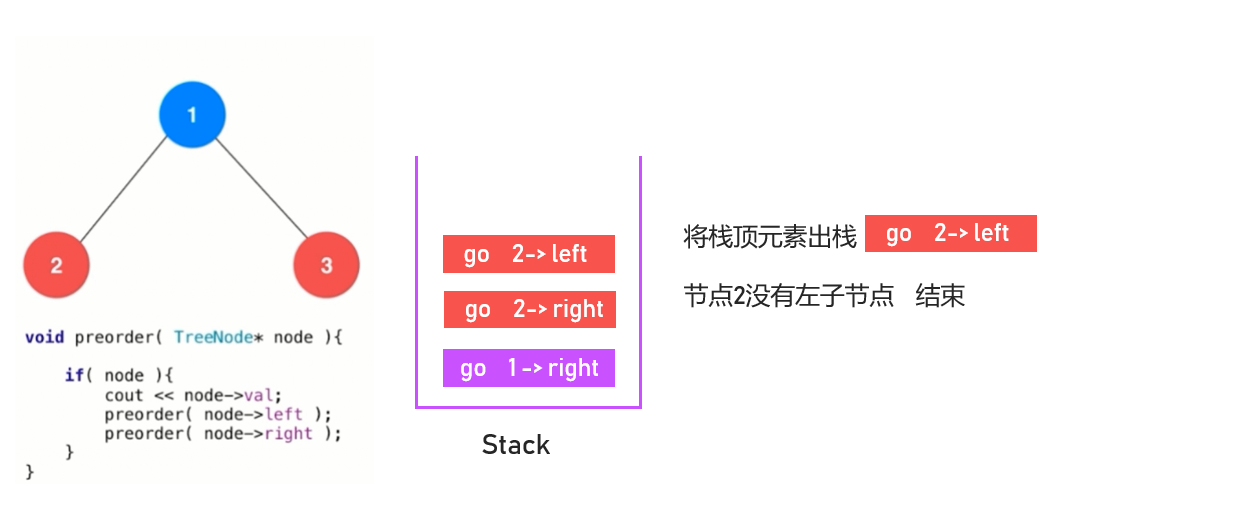 1
2
3
void preorder( TreeNode* node ){
if( node ){
cout << node->val;
preorder( node->left );
preorder( node->right );
}
}
go 2-> left
go 2-> right
go 1-> right
Stack
将栈顶元素出栈 go 2-> left
节点2没有左子节点 结束